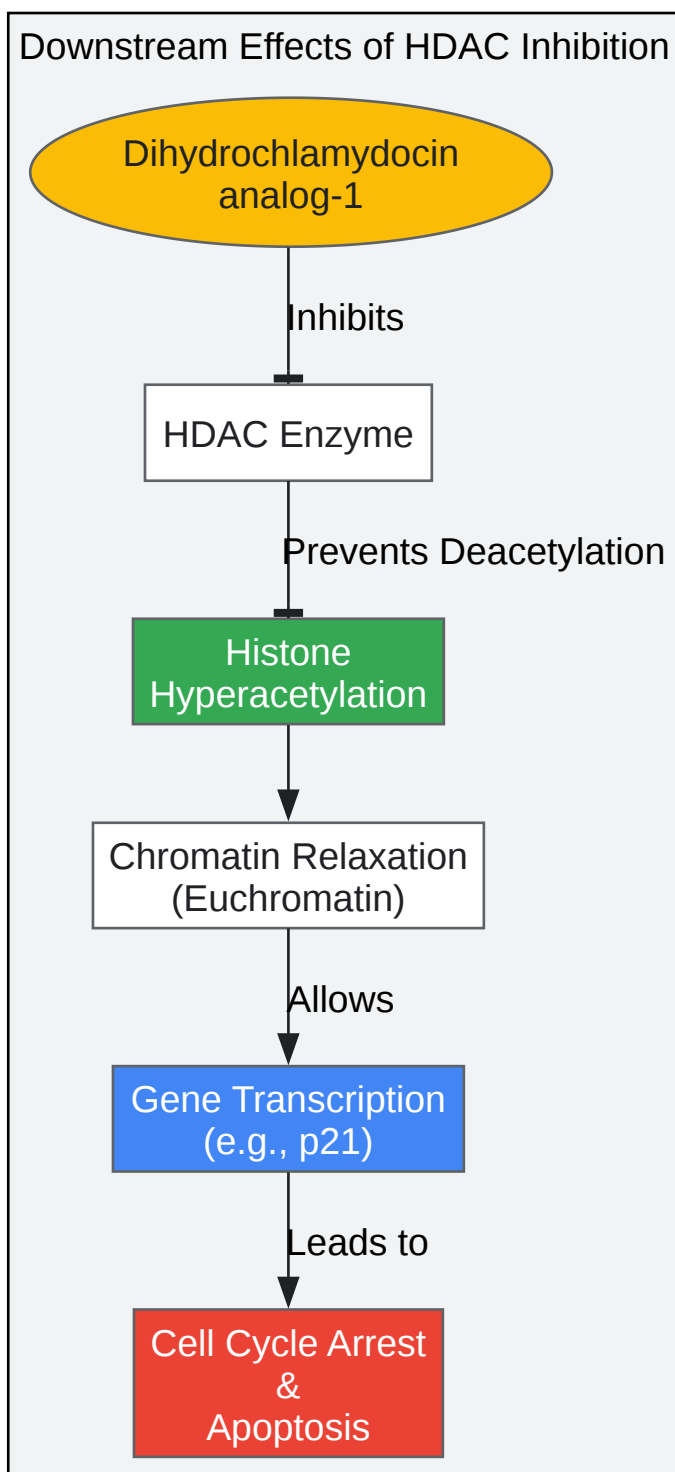 Downstream Effects of HDAC Inhibition
Dihydrochlamydocin
analog-1
Inhibits
HDAC Enzyme
Prevents Deacetylation
Histone
Hyperacetylation
Chromatin Relaxation
(Euchromatin)
Allows
Gene Transcription
(e.g., p21)
Leads to
Cell Cycle Arrest
&
Apoptosis